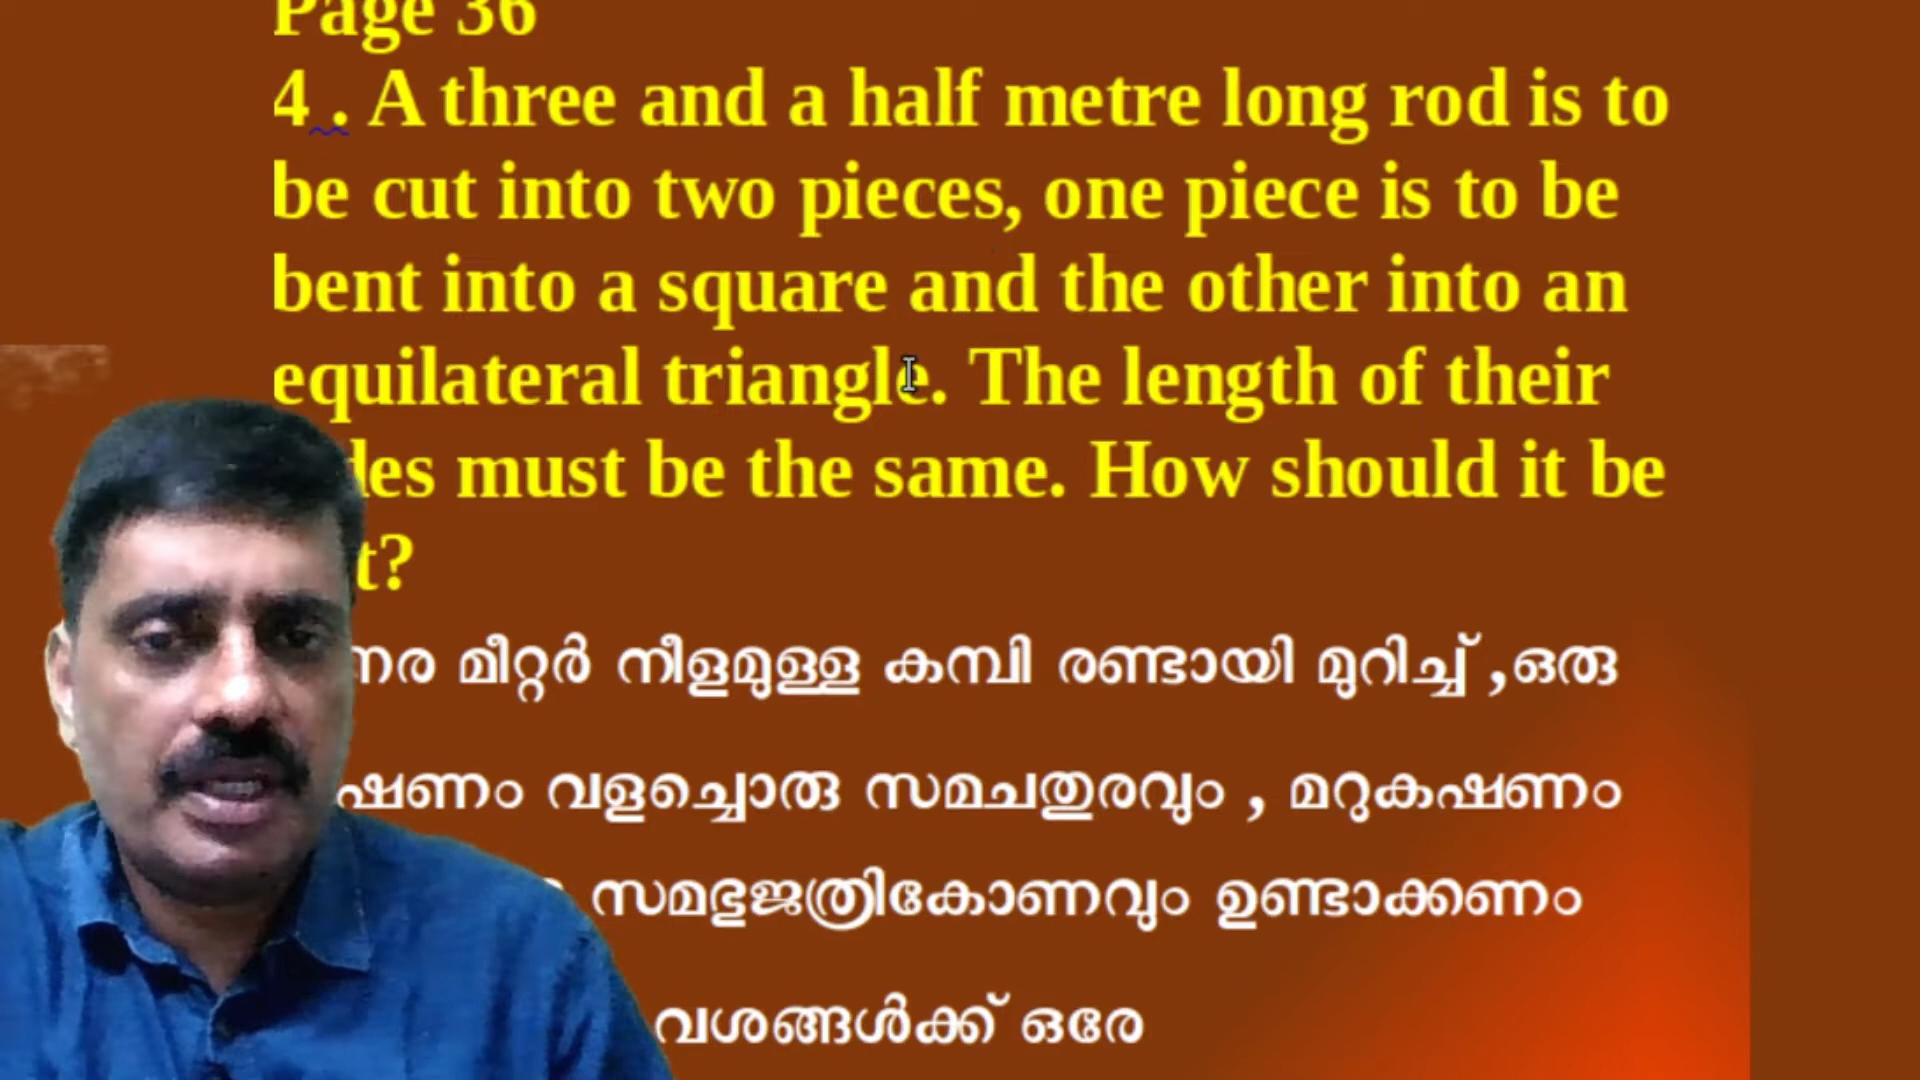 Page 36
4 . A three and a half metre long rod is to
be cut into two pieces, one piece is to be
bent into a square and the other into an
equilateral triangle. The length of their
must be the same. How should it be
മീറ്റർ നീളമുള്ള കമ്പി രണ്ടായി മുറിച്ച് ,ഒരു
വളച്ചൊരു സമചതുരവും , മറുകഷണം
സമഭുജത്രികോണവും ഉണ്ടാക്കണം
വശങ്ങൾക്ക് ഒരേ